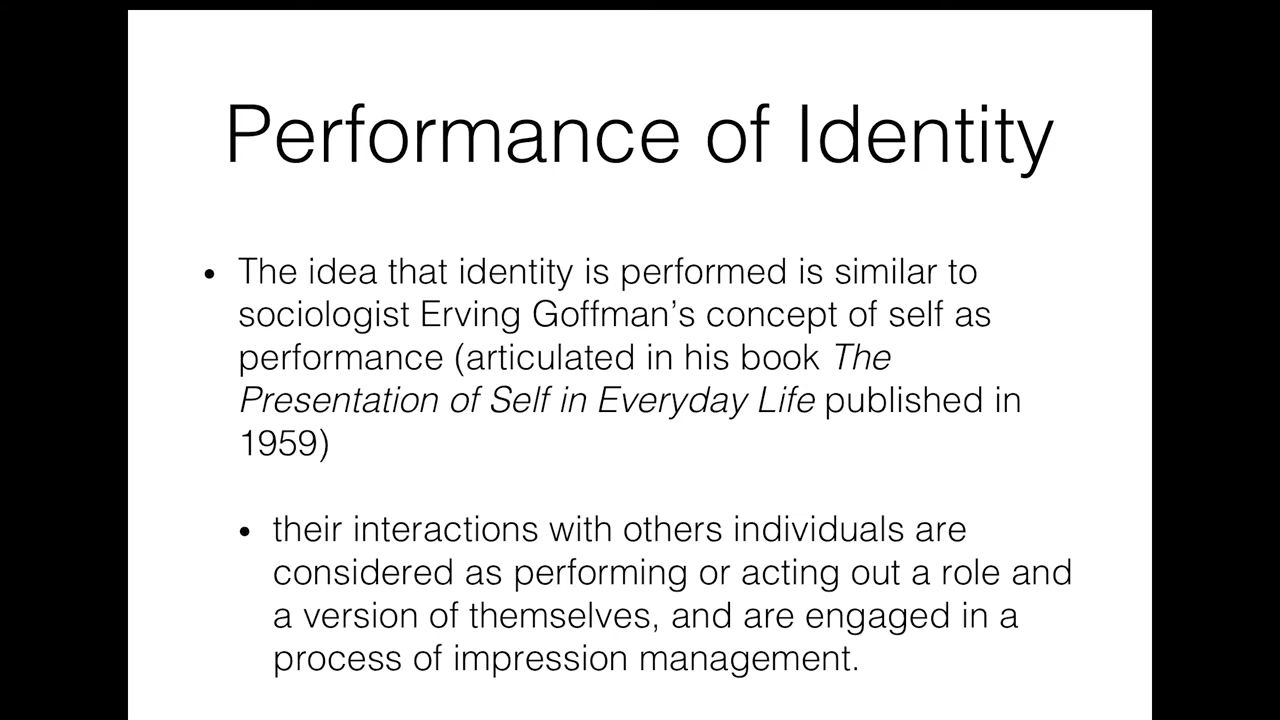 Performance of Identity
• The idea that identity is performed is similar to
sociologist Erving Goffman’s concept of self as
performance (articulated in his book The
Presentation of Self in Everyday Life published in
1959)
• their interactions with others individuals are
considered as performing or acting out a role and
a version of themselves, and are engaged in a
process of impression management.